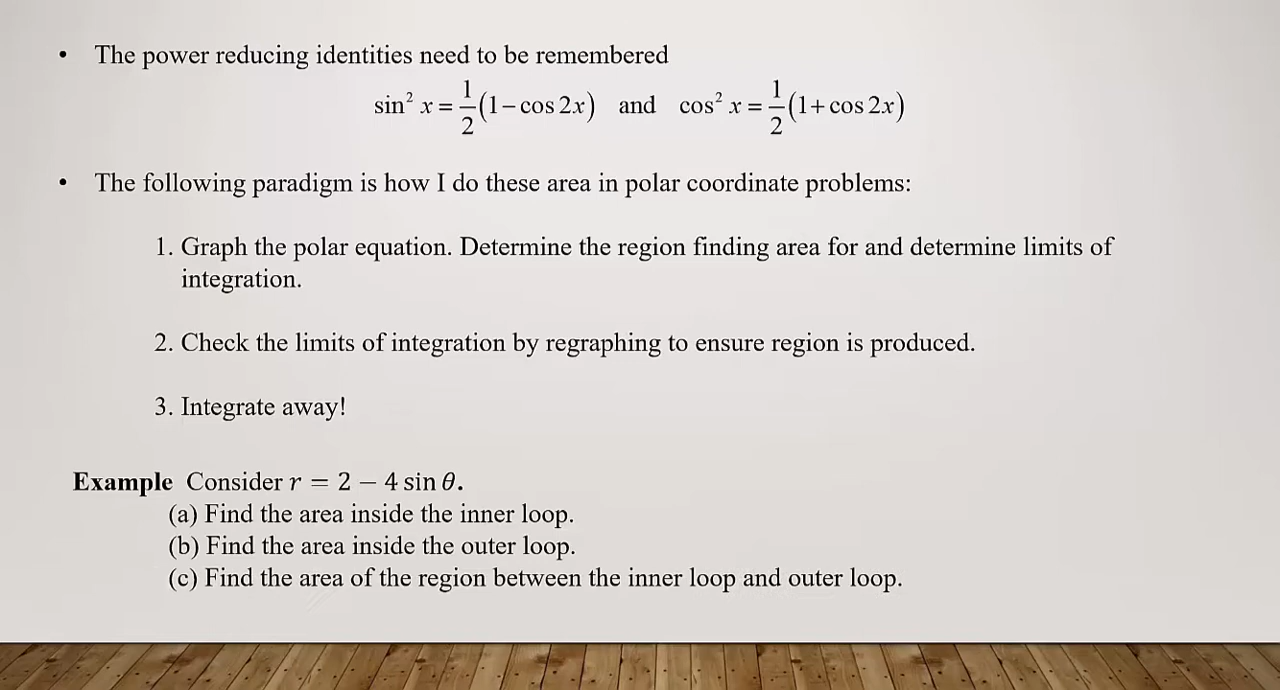 • The power reducing identities need to be remembered
sin² x = 1/2 (1 − cos 2x) and cos² x = 1/2 (1 + cos 2x)
• The following paradigm is how I do these area in polar coordinate problems:
1. Graph the polar equation. Determine the region finding area for and determine limits of
integration.
2. Check the limits of integration by regraphing to ensure region is produced.
3. Integrate away!
Example Consider r = 2 − 4 sin θ.
(a) Find the area inside the inner loop.
(b) Find the area inside the outer loop.
(c) Find the area of the region between the inner loop and outer loop.